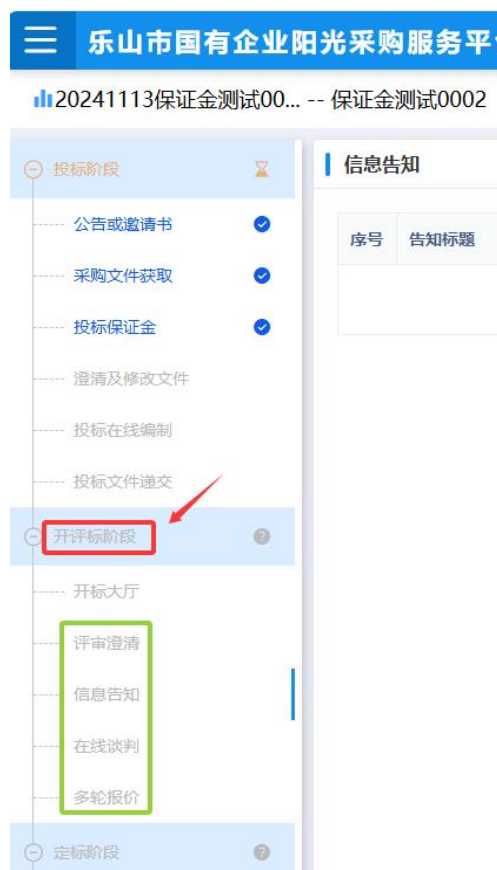 乐山市国有企业阳光采购服务平
20241113保证金测试00... -- 保证金测试0002
投标阶段
公告或邀请书
采购文件获取
投标保证金
澄清及修改文件
投标在线编制
投标文件递交
开评标阶段
开标大厅
评审澄清
信息告知
在线谈判
多轮报价
定标阶段
信息告知
序号 告知标题